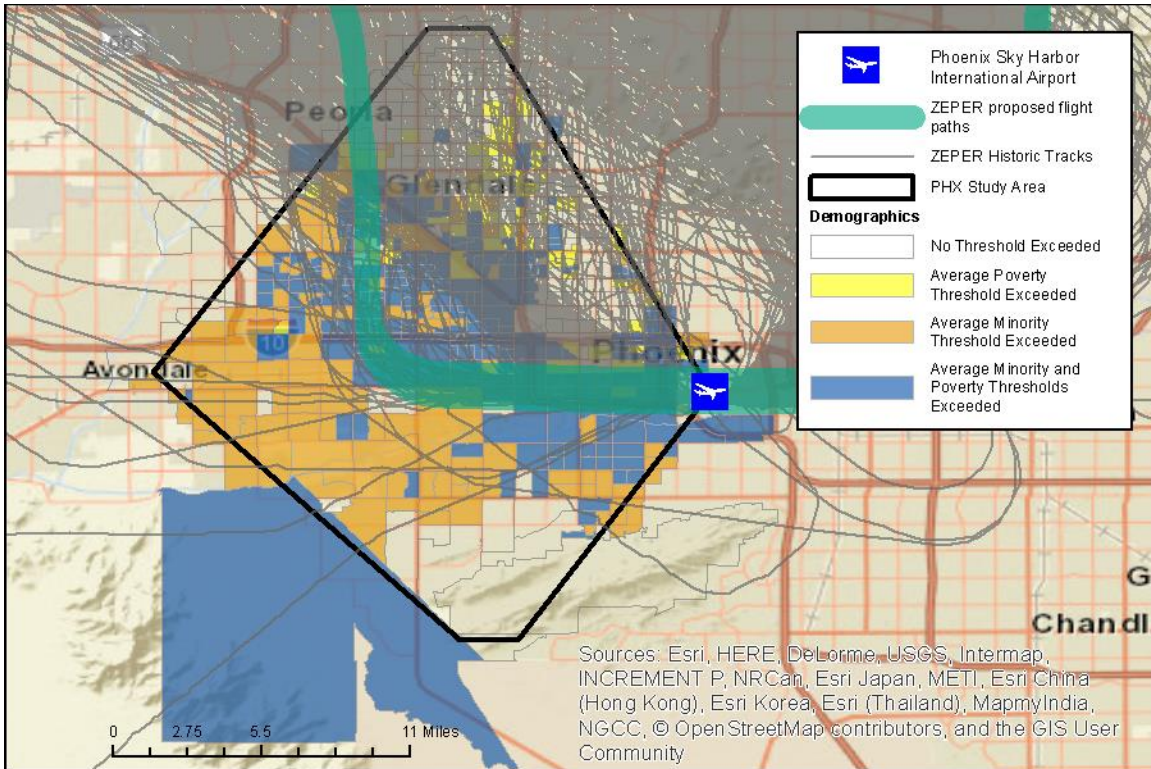 60
Peoria
Glendale
10
Phoenix
Avondale
G
Chandl
Phoenix Sky Harbor
International Airport
ZEPER proposed flight
paths
ZEPER Historic Tracks
PHX Study Area
Demographics
No Threshold Exceeded
Average Poverty
Threshold Exceeded
Average Minority
Threshold Exceeded
Average Minority and
Poverty Thresholds
Exceeded
Sources: Esri, HERE, DeLorme, USGS, Intermap,
INCREMENT P, NRCan, Esri Japan, METI, Esri China
(Hong Kong), Esri Korea, Esri (Thailand), MapmyIndia,
NGCC, © OpenStreetMap contributors, and the GIS User
Community
0 2.75 5.5 11 Miles